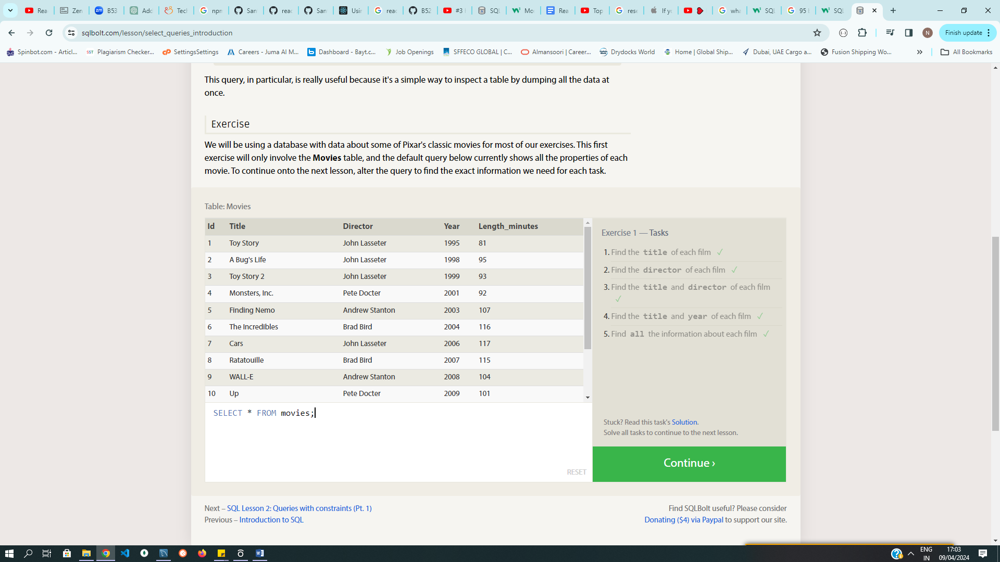 Rea
Zen
B53
Add
Tech
npn
San
reac
San
Usin
reac
B52
#3 I
SQL
Mo
Rea
Top
rese
If yo
wha
SQL
95 l
SQL
sqlbolt.com/lesson/select_queries_introduction
N
Finish update
Spinbot.com - Articl...
SST Plagiarism Checker...
SettingsSettings
Careers - Juma Al M...
Dashboard - Bayt.c...
Job Openings
SFFECO GLOBAL | C...
Almansoori | Career...
Drydocks World
Home | Global Ship...
Dubai, UAE Cargo a...
Fusion Shipping Wo...
All Bookmarks
This query, in particular, is really useful because it's a simple way to inspect a table by dumping all the data at
once.
Exercise
We will be using a database with data about some of Pixar's classic movies for most of our exercises. This first
exercise will only involve the Movies table, and the default query below currently shows all the properties of each
movie. To continue onto the next lesson, alter the query to find the exact information we need for each task.
Table: Movies
Id Title Director Year Length_minutes
1 Toy Story John Lasseter 1995 81
2 A Bug's Life John Lasseter 1998 95
3 Toy Story 2 John Lasseter 1999 93
4 Monsters, Inc. Pete Docter 2001 92
5 Finding Nemo Andrew Stanton 2003 107
6 The Incredibles Brad Bird 2004 116
7 Cars John Lasseter 2006 117
8 Ratatouille Brad Bird 2007 115
9 WALL-E Andrew Stanton 2008 104
10 Up Pete Docter 2009 101
SELECT * FROM movies;
RESET
Exercise 1 — Tasks
1. Find the title of each film ✓
2. Find the director of each film ✓
3. Find the title and director of each film
✓
4. Find the title and year of each film ✓
5. Find all the information about each film ✓
Stuck? Read this task's Solution.
Solve all tasks to continue to the next lesson.
Continue ›
Next – SQL Lesson 2: Queries with constraints (Pt. 1)
Previous – Introduction to SQL
Find SQLBolt useful? Please consider
Donating ($4) via Paypal to support our site.
ENG
IN
17:03
09/04/2024